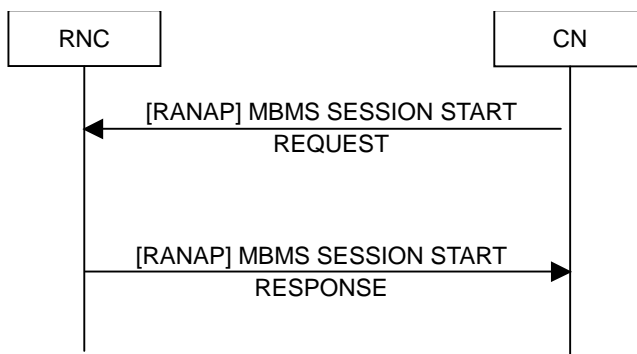 RNC
CN
[RANAP] MBMS SESSION START
REQUEST
[RANAP] MBMS SESSION START
RESPONSE